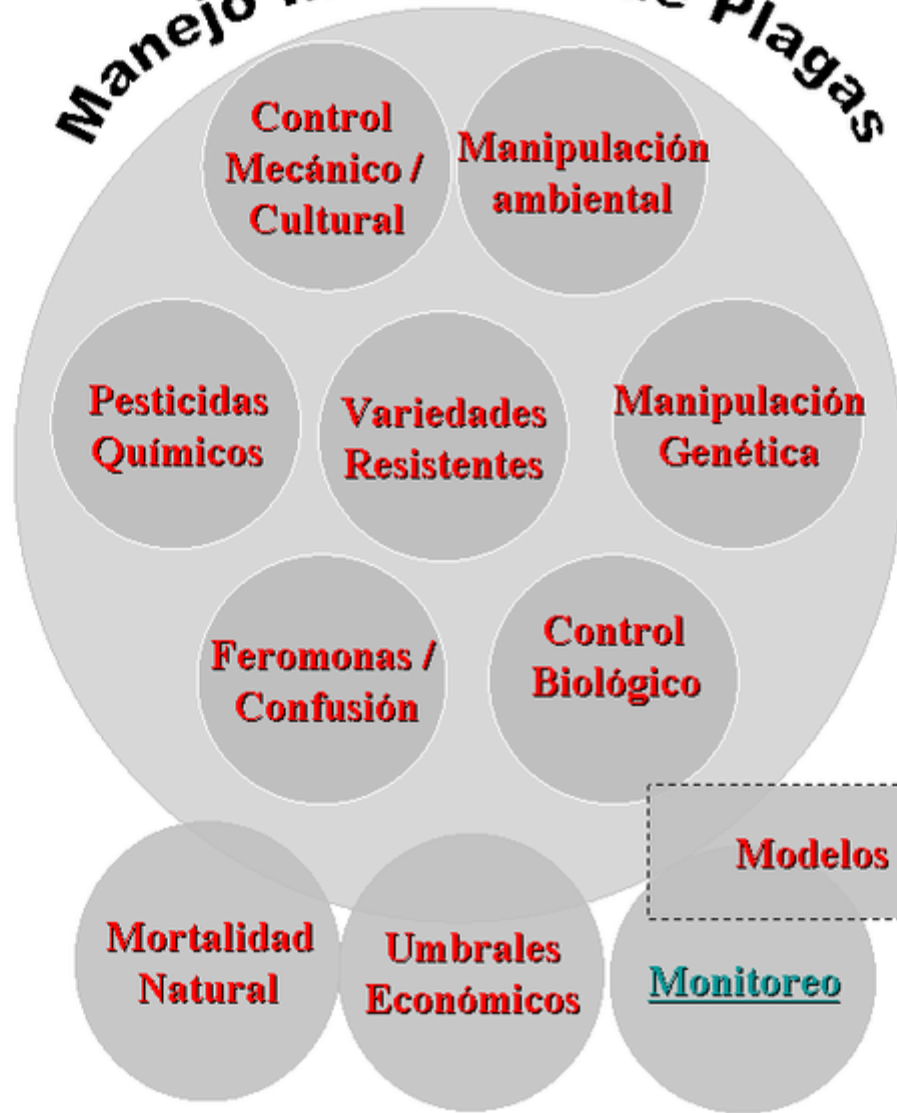 Manejo Plagas
Control
Mecánico /
Cultural
Manipulación
ambiental
Pesticidas
Químicos
Variedades
Resistentes
Manipulación
Genética
Feromonas /
Confusión
Control
Biológico
Modelos
Mortalidad
Natural
Umbrales
Económicos
Monitoreo